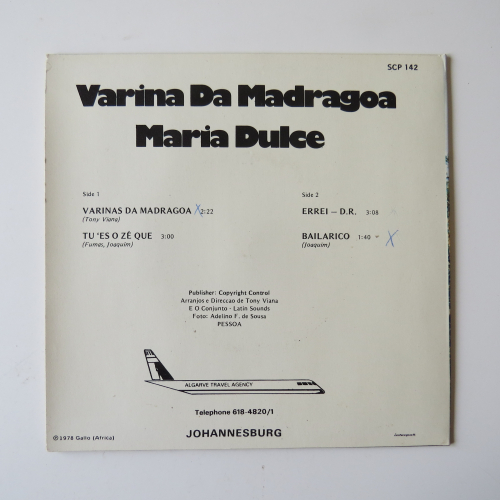 SCP 142
Varina Da Madragoa
Maria Dulce
Side 1
VARINAS DA MADRAGOA 2:22
(Tony Viana)
TU 'ES O ZÊ QUE 3:00
(Fumas, Joaquim)
Side 2
ERREI — D.R. 3:08
BAILARICO 1:40
(Joaquim)
Publisher: Copyright Control
Arranjos e Direccao de Tony Viana
E O Conjunto - Latin Sounds
Foto: Adelino F. de Sousa
PESSOA
ALGARVE TRAVEL AGENCY
Telephone 618-4820/1
JOHANNESBURG
℗ 1978 Gallo (Africa)